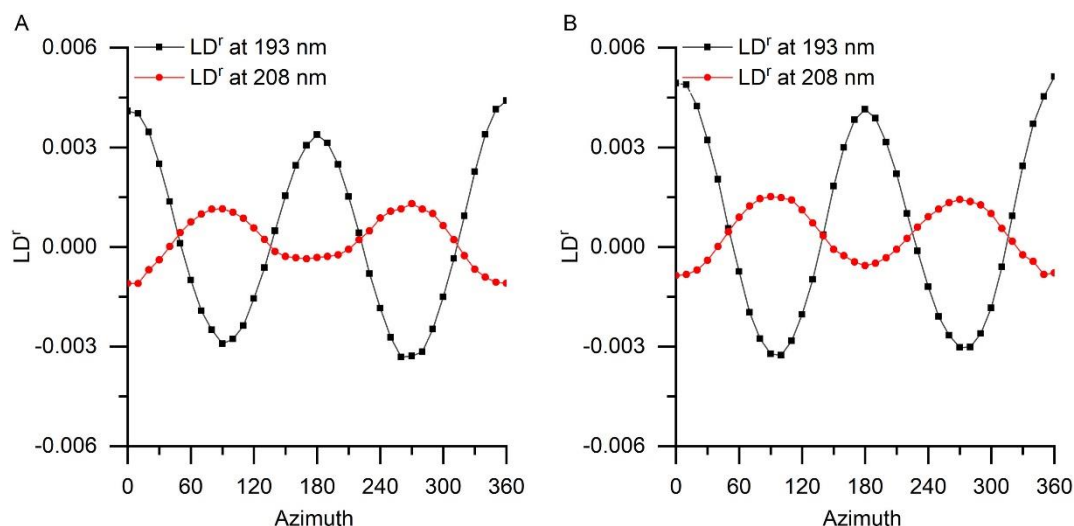 A
LDʳ at 193 nm
LDʳ at 208 nm
0.006
0.003
0.000
-0.003
-0.006
LDʳ
0 60 120 180 240 300 360
Azimuth
B
LDʳ at 193 nm
LDʳ at 208 nm
0.006
0.003
0.000
-0.003
-0.006
LDʳ
0 60 120 180 240 300 360
Azimuth